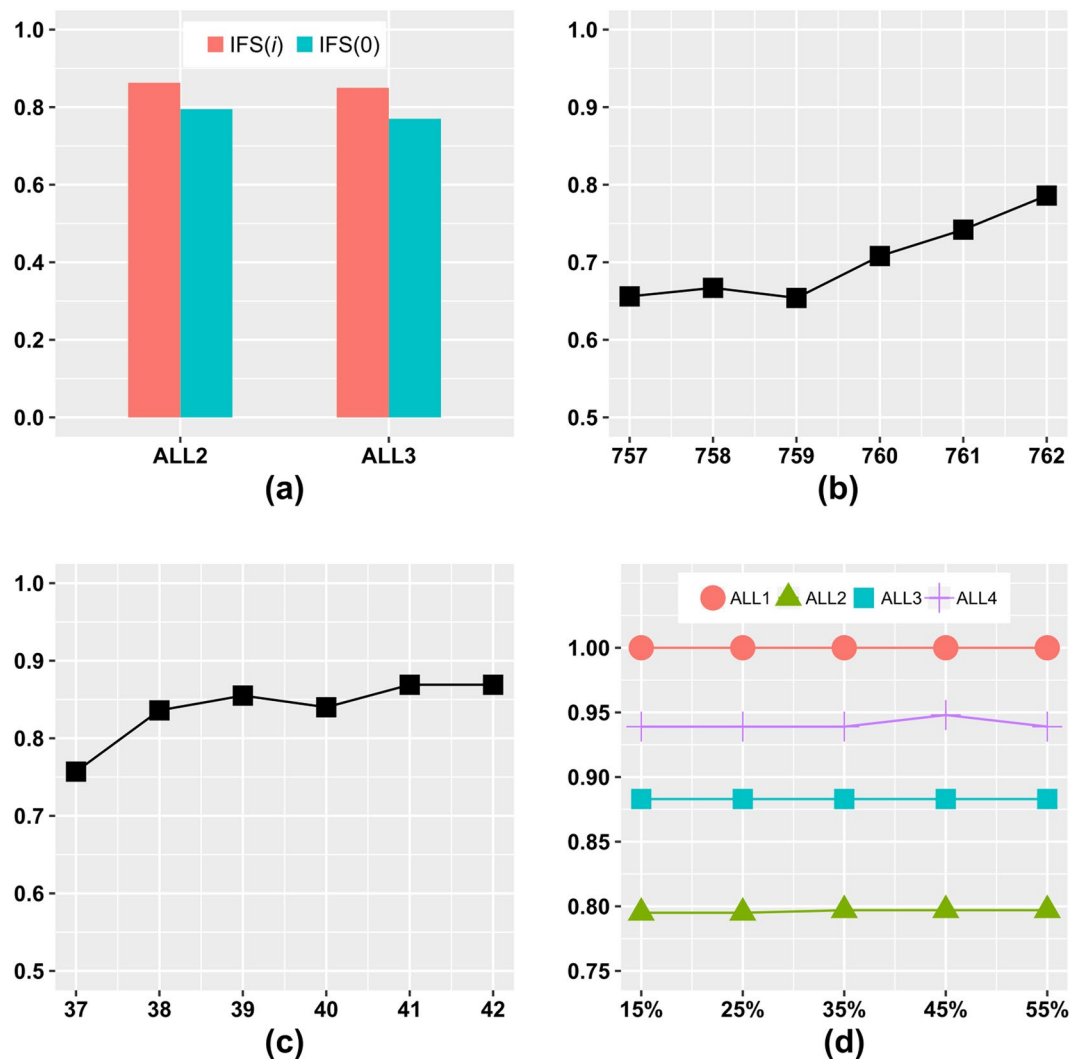 IFS(i) IFS(0)
1.0
0.8
0.6
0.4
0.2
0.0
ALL2 ALL3
(a)
1.0
0.9
0.8
0.7
0.6
0.5
757 758 759 760 761 762
(b)
1.0
0.9
0.8
0.7
0.6
0.5
37 38 39 40 41 42
(c)
ALL1 ALL2 ALL3 ALL4
1.00
0.95
0.90
0.85
0.80
0.75
15% 25% 35% 45% 55%
(d)